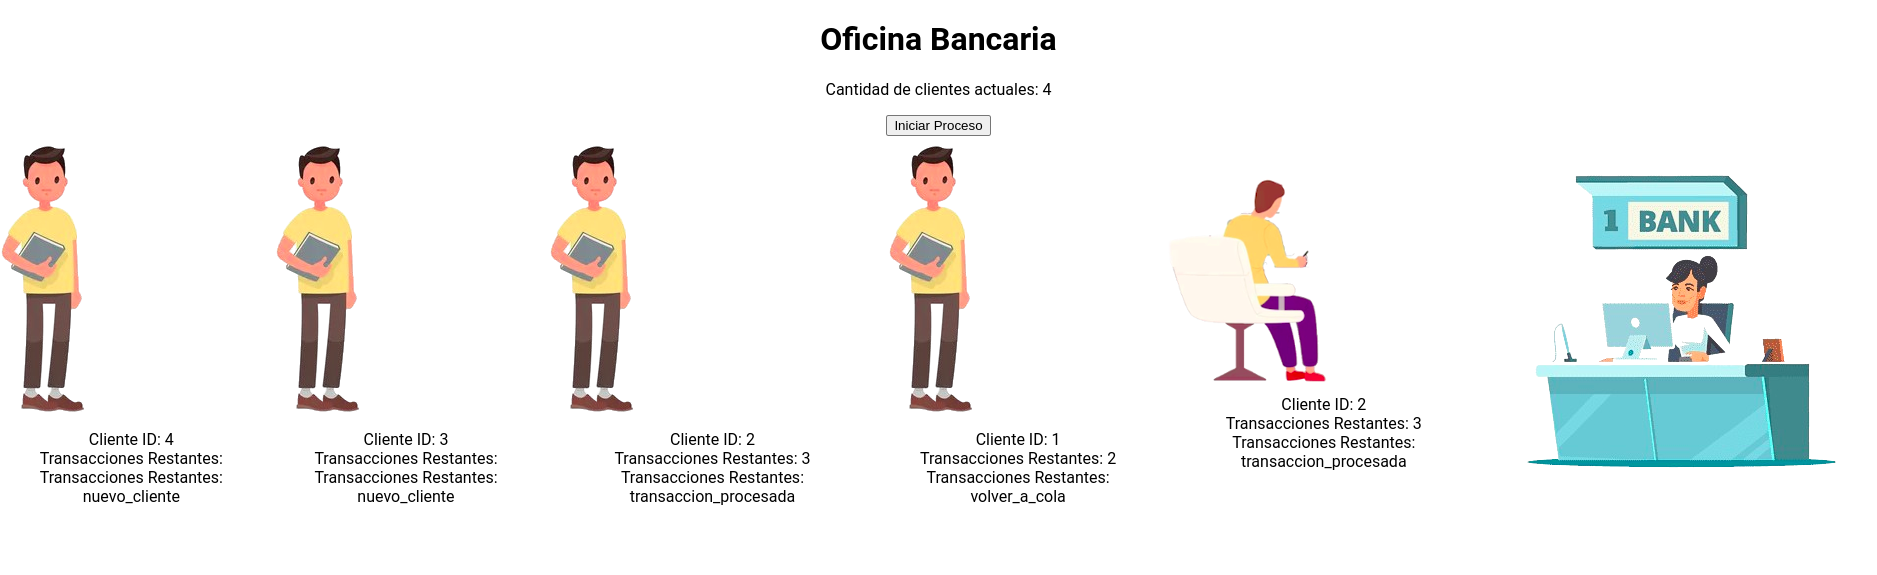 Oficina Bancaria
Cantidad de clientes actuales: 4
Iniciar Proceso
1 BANK
Cliente ID: 4
Transacciones Restantes:
Transacciones Restantes:
nuevo_cliente
Cliente ID: 3
Transacciones Restantes:
Transacciones Restantes:
nuevo_cliente
Cliente ID: 2
Transacciones Restantes: 3
Transacciones Restantes:
transaccion_procesada
Cliente ID: 1
Transacciones Restantes: 2
Transacciones Restantes:
volver_a_cola
Cliente ID: 2
Transacciones Restantes: 3
Transacciones Restantes:
transaccion_procesada